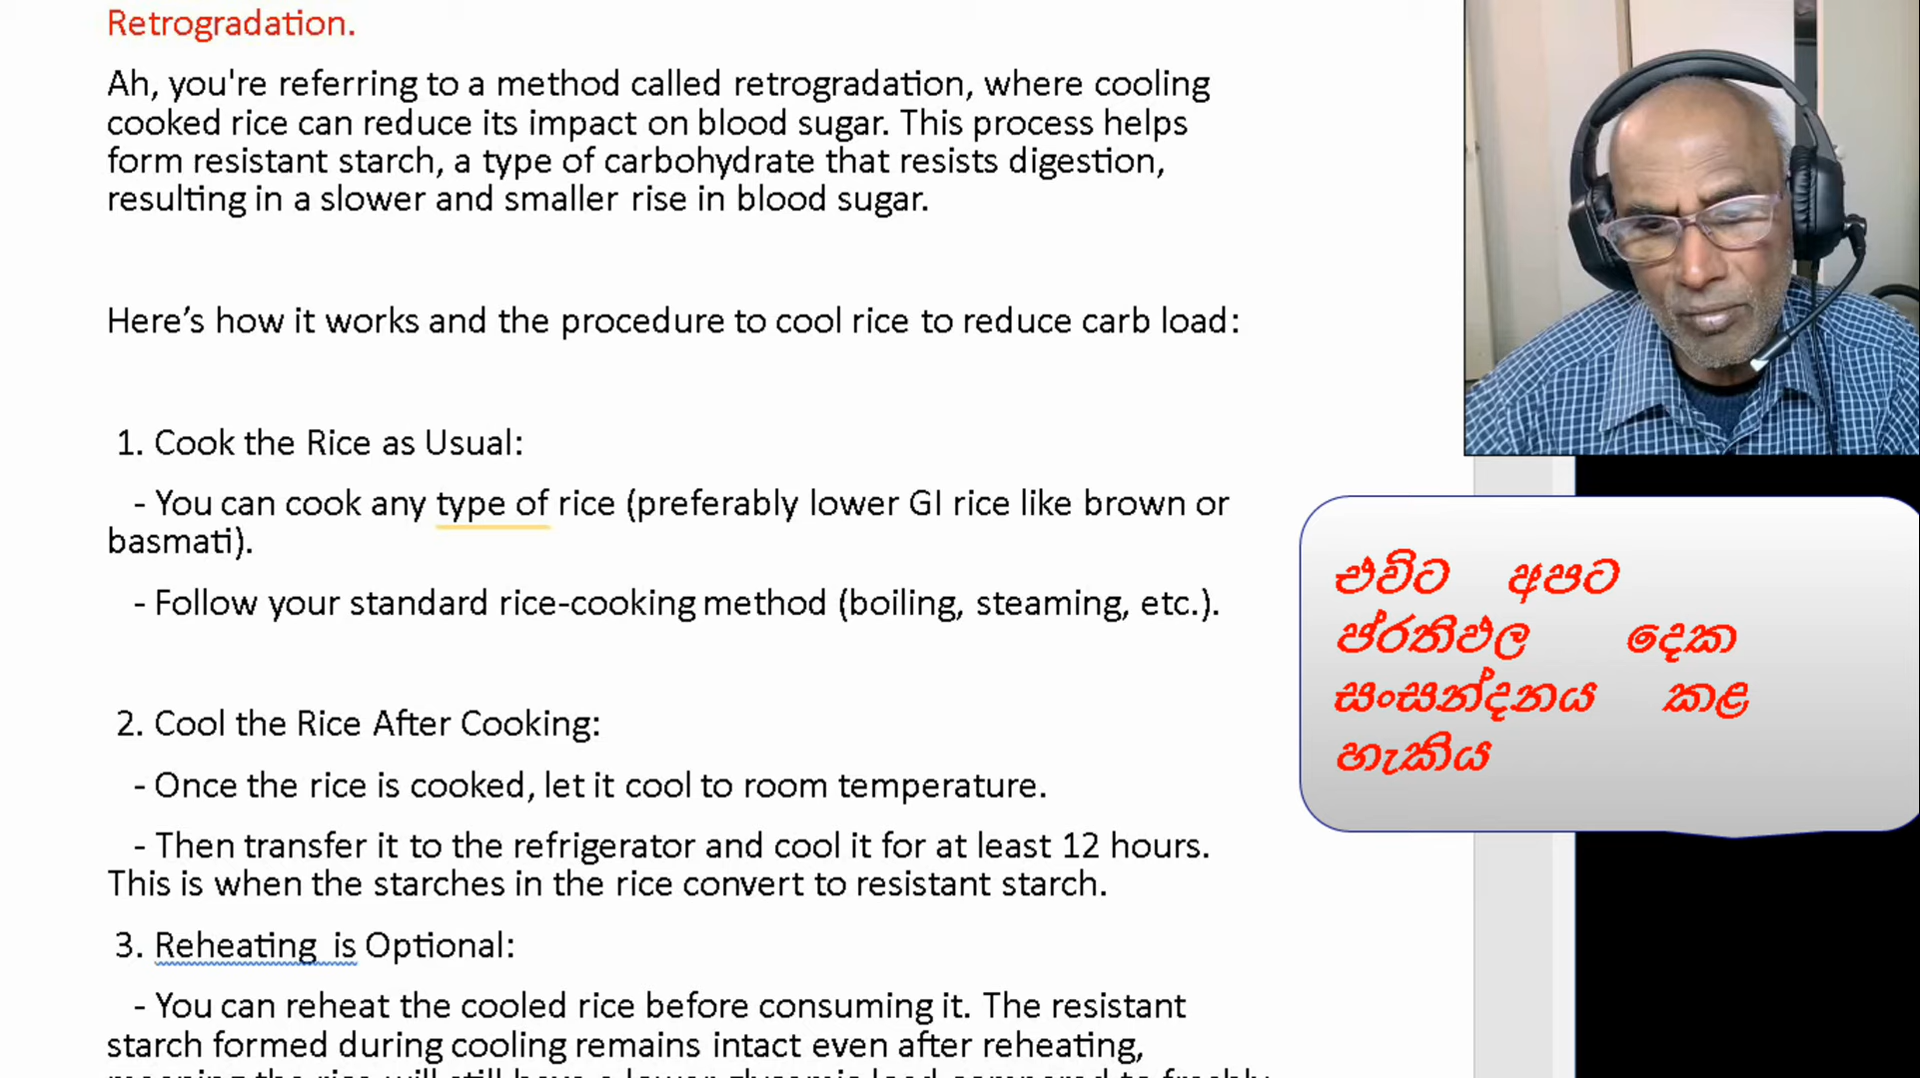 Retrogradation.
Ah, you're referring to a method called retrogradation, where cooling
cooked rice can reduce its impact on blood sugar. This process helps
form resistant starch, a type of carbohydrate that resists digestion,
resulting in a slower and smaller rise in blood sugar.
Here’s how it works and the procedure to cool rice to reduce carb load:
1. Cook the Rice as Usual:
- You can cook any type of rice (preferably lower GI rice like brown or
basmati).
- Follow your standard rice-cooking method (boiling, steaming, etc.).
2. Cool the Rice After Cooking:
- Once the rice is cooked, let it cool to room temperature.
- Then transfer it to the refrigerator and cool it for at least 12 hours.
This is when the starches in the rice convert to resistant starch.
3. Reheating is Optional:
- You can reheat the cooled rice before consuming it. The resistant
starch formed during cooling remains intact even after reheating,
එවිට අපට
ප්රතිඵල දෙක
සංසන්දනය කළ
හැකිය